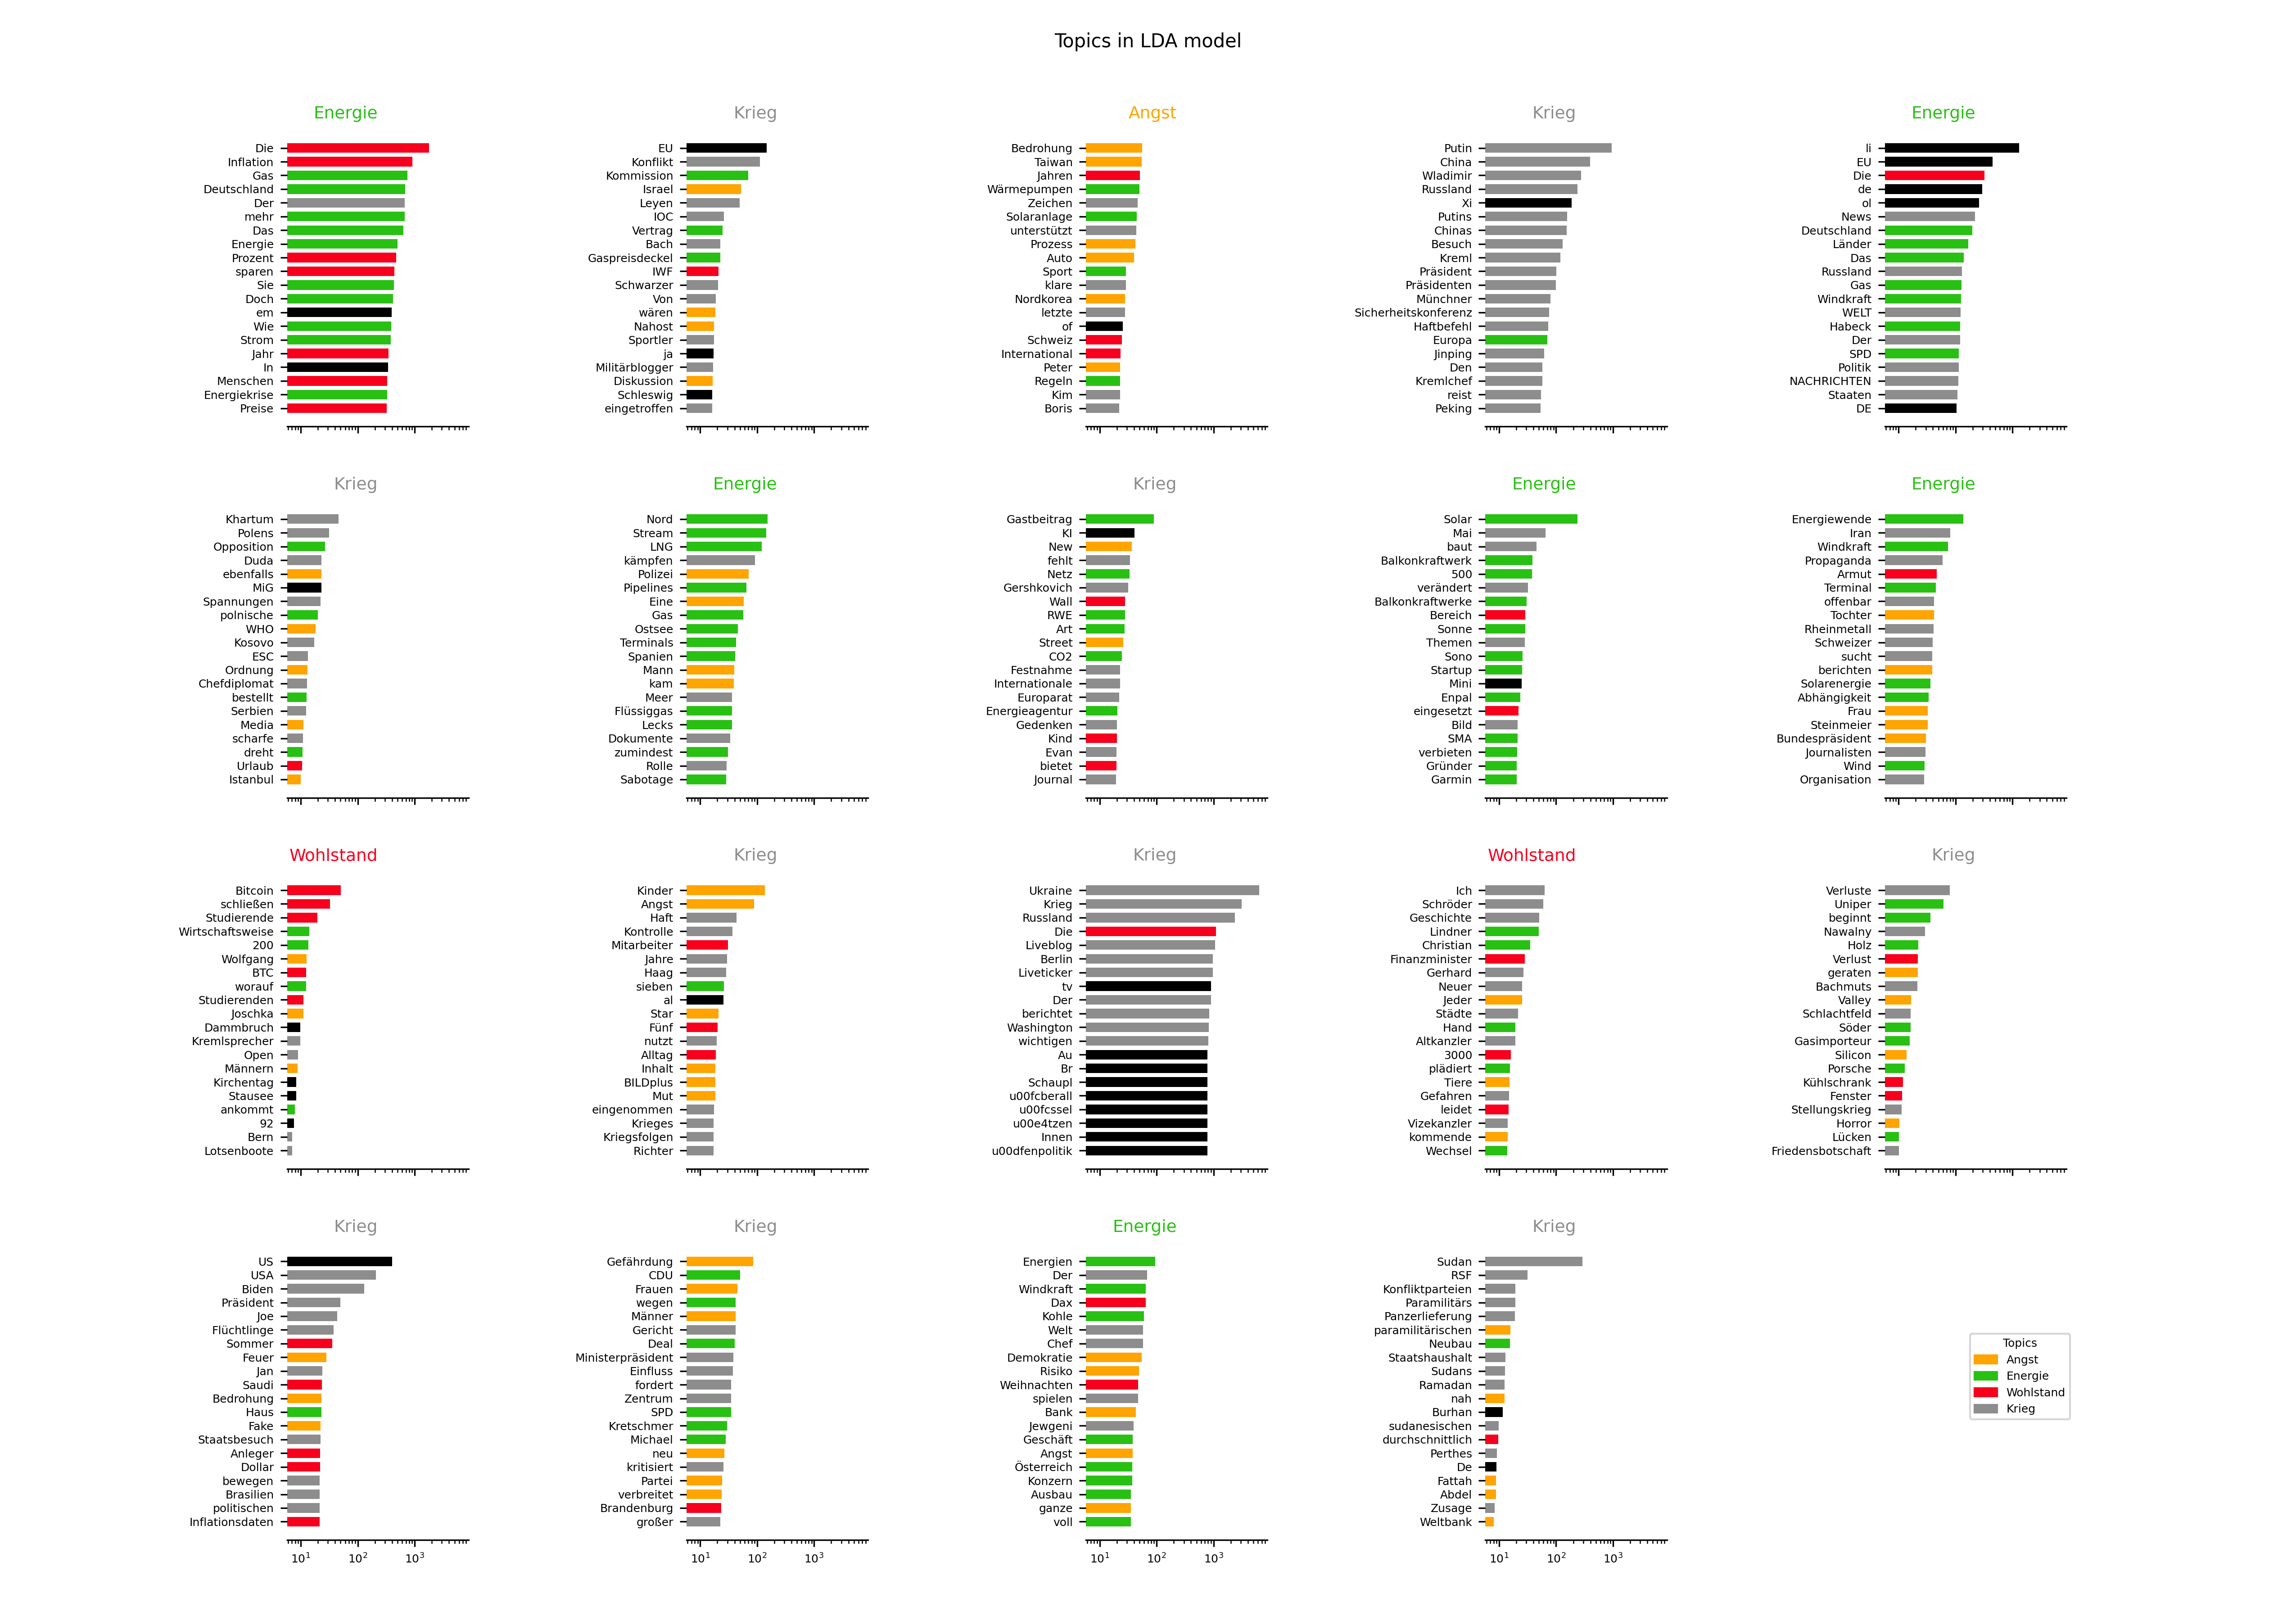 Topics in LDA model
Energie
Die
Inflation
Gas
Deutschland
Der
mehr
Das
Energie
Prozent
sparen
Sie
Doch
em
Wie
Strom
Jahr
In
Menschen
Energiekrise
Preise
Krieg
EU
Konflikt
Kommission
Israel
Leyen
IOC
Vertrag
Bach
Gaspreisdeckel
IWF
Schwarzer
Von
wären
Nahost
Sportler
ja
Militärblogger
Diskussion
Schleswig
eingetroffen
Angst
Bedrohung
Taiwan
Jahren
Wärmepumpen
Zeichen
Solaranlage
unterstützt
Prozess
Auto
Sport
klare
Nordkorea
letzte
of
Schweiz
International
Peter
Regeln
Kim
Boris
Krieg
Putin
China
Wladimir
Russland
Xi
Putins
Chinas
Besuch
Kreml
Präsident
Präsidenten
Münchner
Sicherheitskonferenz
Haftbefehl
Europa
Jinping
Den
Kremlchef
reist
Peking
Energie
li
EU
Die
de
ol
News
Deutschland
Länder
Das
Russland
Gas
Windkraft
WELT
Habeck
Der
SPD
Politik
NACHRICHTEN
Staaten
DE
Krieg
Khartum
Polens
Opposition
Duda
ebenfalls
MiG
Spannungen
polnische
WHO
Kosovo
ESC
Ordnung
Chefdiplomat
bestellt
Serbien
Media
scharfe
dreht
Urlaub
Istanbul
Energie
Nord
Stream
LNG
kämpfen
Polizei
Pipelines
Eine
Gas
Ostsee
Terminals
Spanien
Mann
kam
Meer
Flüssiggas
Lecks
Dokumente
zumindest
Rolle
Sabotage
Krieg
Gastbeitrag
KI
New
fehlt
Netz
Gershkovich
Wall
RWE
Art
Street
CO2
Festnahme
Internationale
Europarat
Energieagentur
Gedenken
Kind
Evan
bietet
Journal
Energie
Solar
Mai
baut
Balkonkraftwerk
500
verändert
Balkonkraftwerke
Bereich
Sonne
Themen
Sono
Startup
Mini
Enpal
eingesetzt
Bild
SMA
verbieten
Gründer
Garmin
Energie
Energiewende
Iran
Windkraft
Propaganda
Armut
Terminal
offenbar
Tochter
Rheinmetall
Schweizer
sucht
berichten
Solarenergie
Abhängigkeit
Frau
Steinmeier
Bundespräsident
Journalisten
Wind
Organisation
Wohlstand
Bitcoin
schließen
Studierende
Wirtschaftsweise
200
Wolfgang
BTC
worauf
Studierenden
Joschka
Dammbruch
Kremlsprecher
Open
Männern
Kirchentag
Stausee
ankommt
92
Bern
Lotsenboote
Krieg
Kinder
Angst
Haft
Kontrolle
Mitarbeiter
Jahre
Haag
sieben
al
Star
Fünf
nutzt
Alltag
Inhalt
BILDplus
Mut
eingenommen
Krieges
Kriegsfolgen
Richter
Krieg
Ukraine
Krieg
Russland
Die
Liveblog
Berlin
Liveticker
tv
Der
berichtet
Washington
wichtigen
Au
Br
Schaupl
u00fcberall
u00fcssel
u00e4tzen
Innen
u00dfenpolitik
Wohlstand
Ich
Schröder
Geschichte
Lindner
Christian
Finanzminister
Gerhard
Neuer
Jeder
Städte
Hand
Altkanzler
3000
plädiert
Tiere
Gefahren
leidet
Vizekanzler
kommende
Wechsel
Krieg
Verluste
Uniper
beginnt
Nawalny
Holz
Verlust
geraten
Bachmuts
Valley
Schlachtfeld
Söder
Gasimporteur
Silicon
Porsche
Kühlschrank
Fenster
Stellungskrieg
Horror
Lücken
Friedensbotschaft
Krieg
US
USA
Biden
Präsident
Joe
Flüchtlinge
Sommer
Feuer
Jan
Saudi
Bedrohung
Haus
Fake
Staatsbesuch
Anleger
Dollar
bewegen
Brasilien
politischen
Inflationsdaten
10¹ 10² 10³
Krieg
Gefährdung
CDU
Frauen
wegen
Männer
Gericht
Deal
Ministerpräsident
Einfluss
fordert
Zentrum
SPD
Kretschmer
Michael
neu
kritisiert
Partei
verbreitet
Brandenburg
großer
10¹ 10² 10³
Energie
Energien
Der
Windkraft
Dax
Kohle
Welt
Chef
Demokratie
Risiko
Weihnachten
spielen
Bank
Jewgeni
Geschäft
Angst
Österreich
Konzern
Ausbau
ganze
voll
10¹ 10² 10³
Krieg
Sudan
RSF
Konfliktparteien
Paramilitärs
Panzerlieferung
paramilitärischen
Neubau
Staatshaushalt
Sudans
Ramadan
nah
Burhan
sudanesischen
durchschnittlich
Perthes
De
Fattah
Abdel
Zusage
Weltbank
10¹ 10² 10³
Topics
Angst
Energie
Wohlstand
Krieg